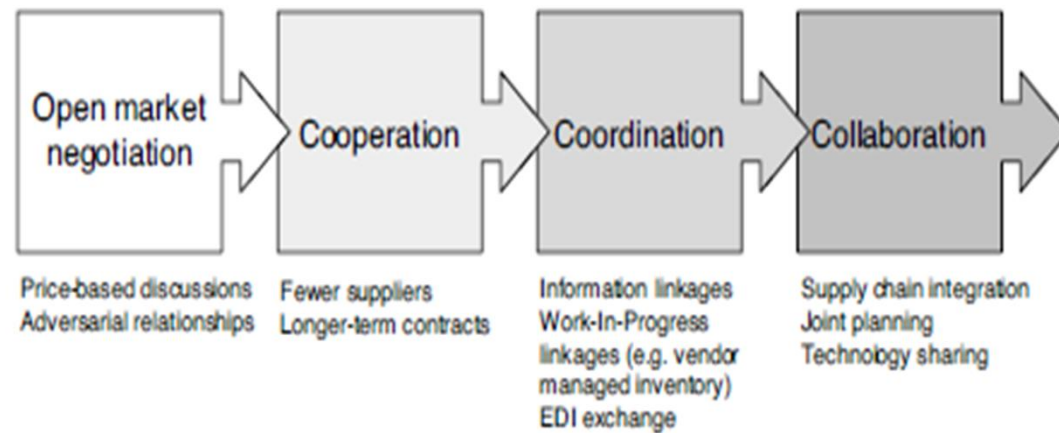 Open market
negotiation
Cooperation
Coordination
Collaboration
Price-based discussions
Adversarial relationships
Fewer suppliers
Longer-term contracts
Information linkages
Work-In-Progress
linkages (e.g. vendor
managed inventory)
EDI exchange
Supply chain integration
Joint planning
Technology sharing